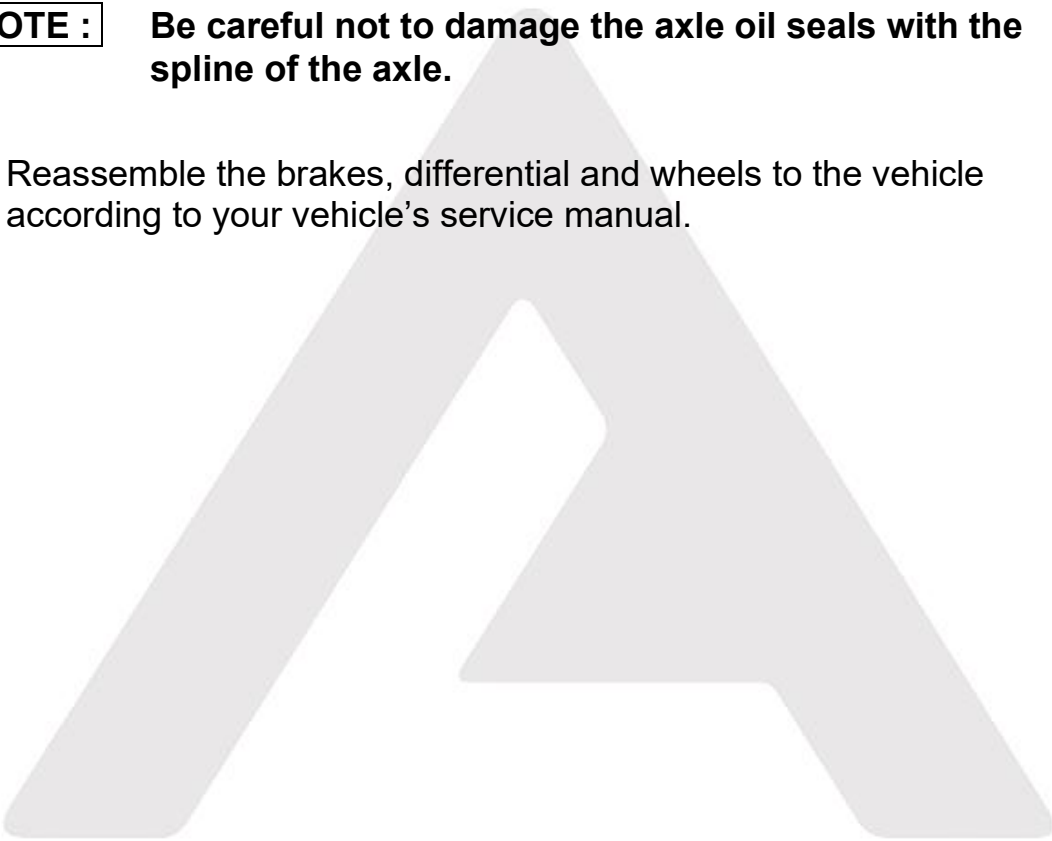 OTE : Be careful not to damage the axle oil seals with the
spline of the axle.
Reassemble the brakes, differential and wheels to the vehicle
according to your vehicle’s service manual.